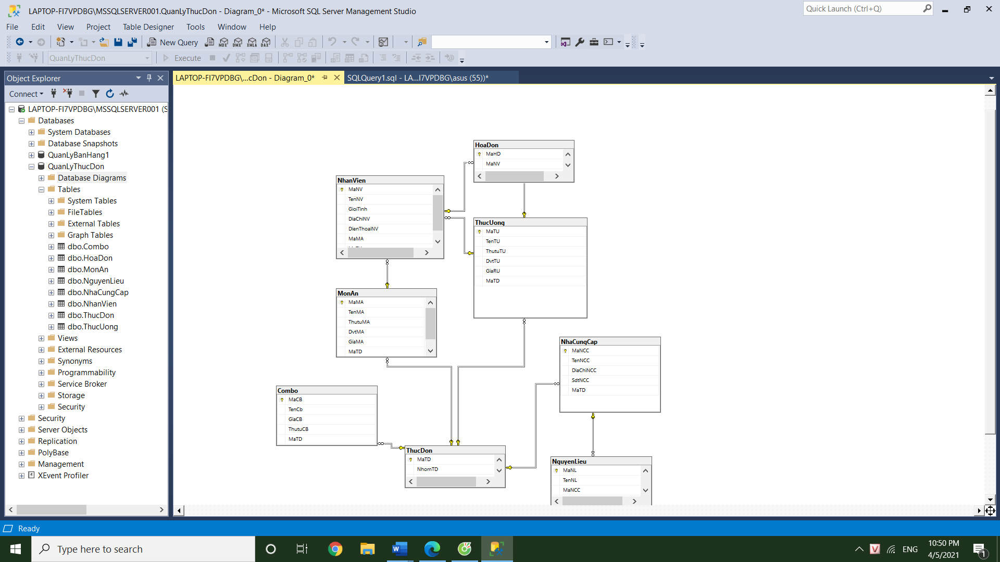 LAPTOP-FI7VPDBG\MSSQLSERVER001.QuanLyThucDon - Diagram_0* - Microsoft SQL Server Management Studio
Quick Launch (Ctrl+Q)
File Edit View Project Table Designer Tools Window Help
New Query MDX DMX XMLA DAX
QuanLyThucDon Execute
Object Explorer
Connect
LAPTOP-FI7VPDBG\MSSQLSERVER001 (S
Databases
System Databases
Database Snapshots
QuanLyBanHang1
QuanLyThucDon
Database Diagrams
Tables
System Tables
FileTables
External Tables
Graph Tables
dbo.Combo
dbo.HoaDon
dbo.MonAn
dbo.NguyenLieu
dbo.NhaCungCap
dbo.NhanVien
dbo.ThucDon
dbo.ThucUong
Views
External Resources
Synonyms
Programmability
Service Broker
Storage
Security
Security
Server Objects
Replication
PolyBase
Management
XEvent Profiler
LAPTOP-FI7VPDBG\...cDon - Diagram_0*
SQLQuery1.sql - LA...I7VPDBG\asus (55))*
HoaDon
MaHD
MaNV
NhanVien
MaNV
TenNV
GioiTinh
DiaChiNV
DienThoaiNV
MaMA
ThucUong
MaTU
TenTU
ThutuTU
DvtTU
GiaRU
MaTD
MonAn
MaMA
TenMA
ThutuMA
DvtMA
GiaMA
MaTD
NhaCungCap
MaNCC
TenNCC
DiaChiNCC
SdtNCC
MaTD
Combo
MaCB
TenCb
GiaCB
ThutuCB
MaTD
ThucDon
MaTD
NhomTD
NguyenLieu
MaNL
TenNL
MaNCC
Ready
Type here to search
ENG
10:50 PM
4/5/2021
1